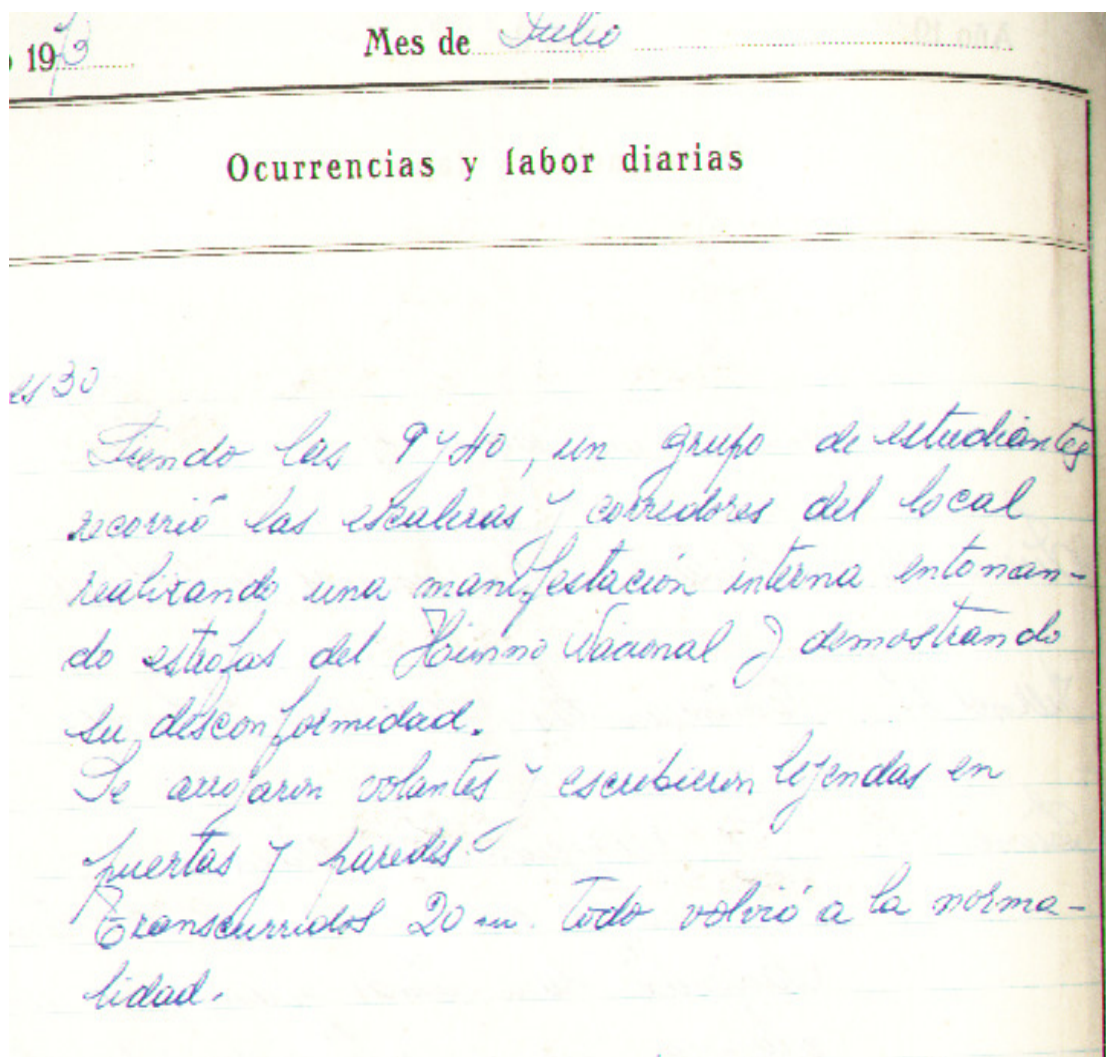 1973 Mes de Julio
Ocurrencias y labor diarias
es 30
Siendo las 9 y 40, un grupo de estudiantes
recorrió las escaleras y corredores del local
realizando una manifestación interna entonan-
do estrofas del Himno Nacional y demostrando
su disconformidad.
Se arrojaron volantes y escribieron leyendas en
puertas y paredes.
Transcurridos 20 m. todo volvió a la norma-
lidad.